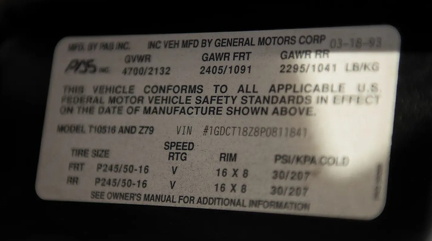 MFD. BY PAS INC. INC VEH MFD BY GENERAL MOTORS CORP 03-18-93
GVWR GAWR FRT GAWR RR
PAS INC. 4700/2132 2405/1091 2295/1041 LB/KG
THIS VEHICLE CONFORMS TO ALL APPLICABLE U.S.
FEDERAL MOTOR VEHICLE SAFETY STANDARDS IN EFFECT
ON THE DATE OF MANUFACTURE SHOWN ABOVE.
MODEL T10516 AND Z79 VIN #1GDCT18Z8P0811841
TIRE SIZE SPEED RTG RIM PSI/KPA COLD
FR P245/50-16 V 16 X 8 30/207
RR P245/50-16 V 16 X 8 30/207
SEE OWNER'S MANUAL FOR ADDITIONAL INFORMATION